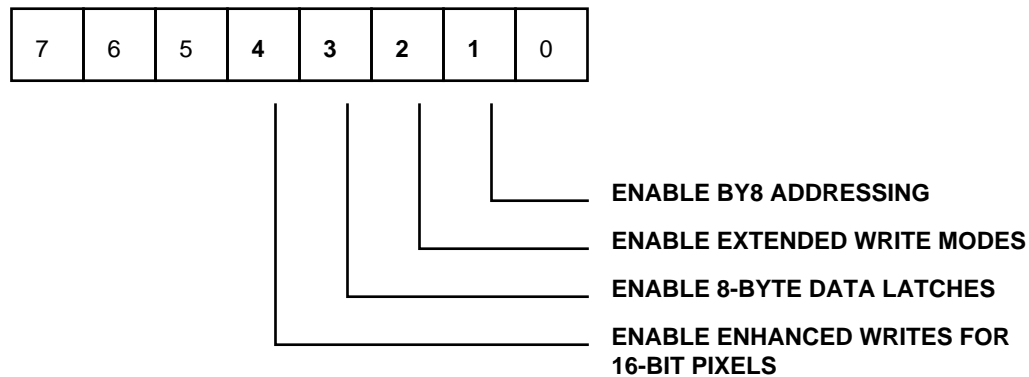 7 6 5 4 3 2 1 0
ENABLE BY8 ADDRESSING
ENABLE EXTENDED WRITE MODES
ENABLE 8-BYTE DATA LATCHES
ENABLE ENHANCED WRITES FOR
16-BIT PIXELS